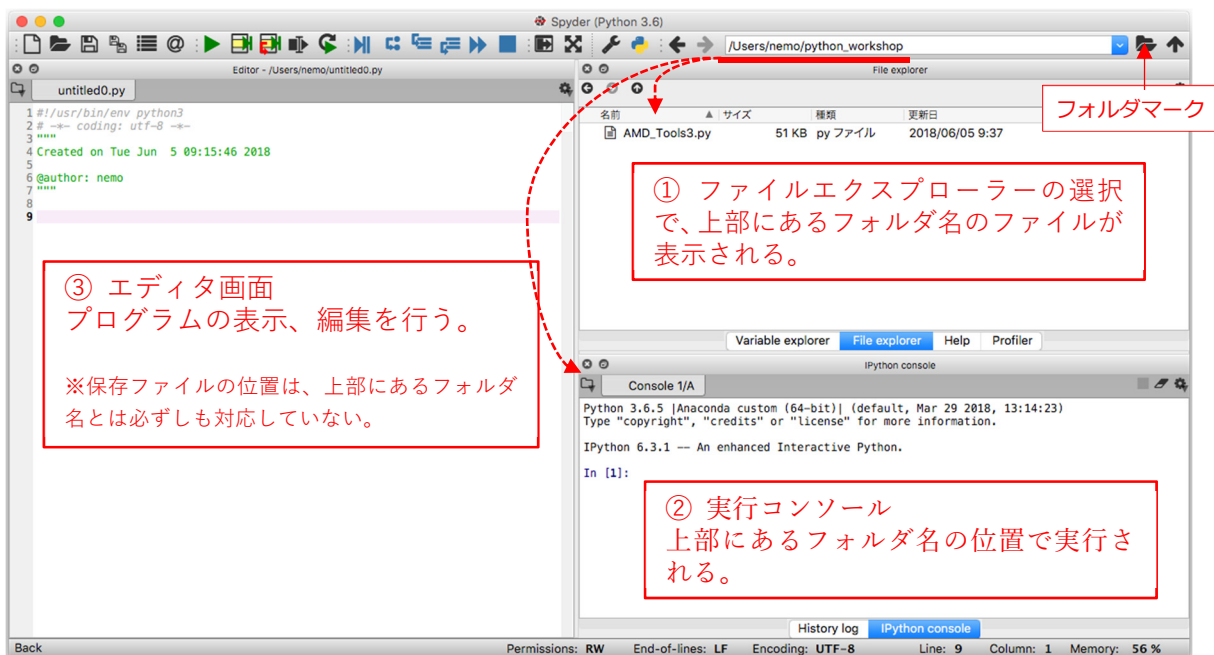 Spyder (Python 3.6)
/Users/nemo/python_workshop
Editor - /Users/nemo/untitled0.py
untitled0.py
1 #!/usr/bin/env python3
2 # -*- coding: utf-8 -*-
3 """
4 Created on Tue Jun  5 09:15:46 2018
5
6 @author: nemo
7 """
8
9
③ エディタ画面
プログラムの表示、編集を行う。
※保存ファイルの位置は、上部にあるフォルダ
名とは必ずしも対応していない。
File explorer
フォルダマーク
名前 サイズ 種類 更新日
AMD_Tools3.py 51 KB py ファイル 2018/06/05 9:37
① ファイルエクスプローラーの選択
で、上部にあるフォルダ名のファイルが
表示される。
Variable explorer File explorer Help Profiler
IPython console
Console 1/A
Python 3.6.5 |Anaconda custom (64-bit)| (default, Mar 29 2018, 13:14:23)
Type "copyright", "credits" or "license" for more information.
IPython 6.3.1 -- An enhanced Interactive Python.
In [1]:
② 実行コンソール
上部にあるフォルダ名の位置で実行さ
れる。
History log IPython console
Back Permissions: RW End-of-lines: LF Encoding: UTF-8 Line: 9 Column: 1 Memory: 56 %